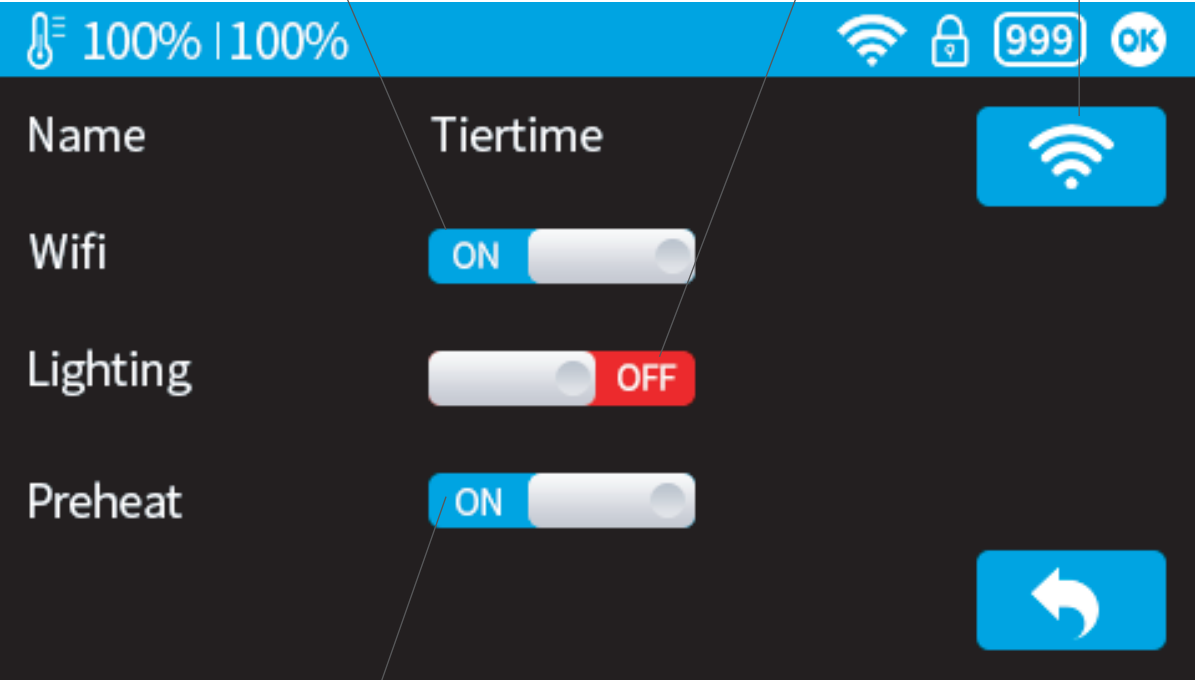 100% | 100% 999 OK
Name Tiertime
Wifi ON
Lighting OFF
Preheat ON